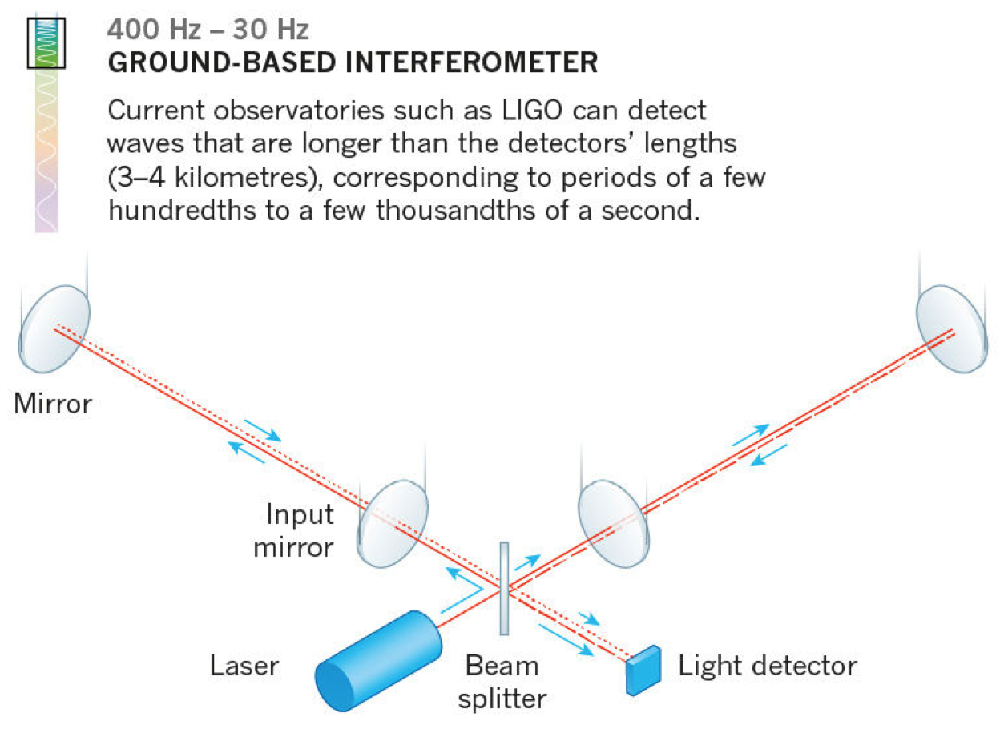 400 Hz – 30 Hz
GROUND-BASED INTERFEROMETER
Current observatories such as LIGO can detect
waves that are longer than the detectors’ lengths
(3–4 kilometres), corresponding to periods of a few
hundredths to a few thousandths of a second.
Mirror
Input
mirror
Laser
Beam
splitter
Light detector